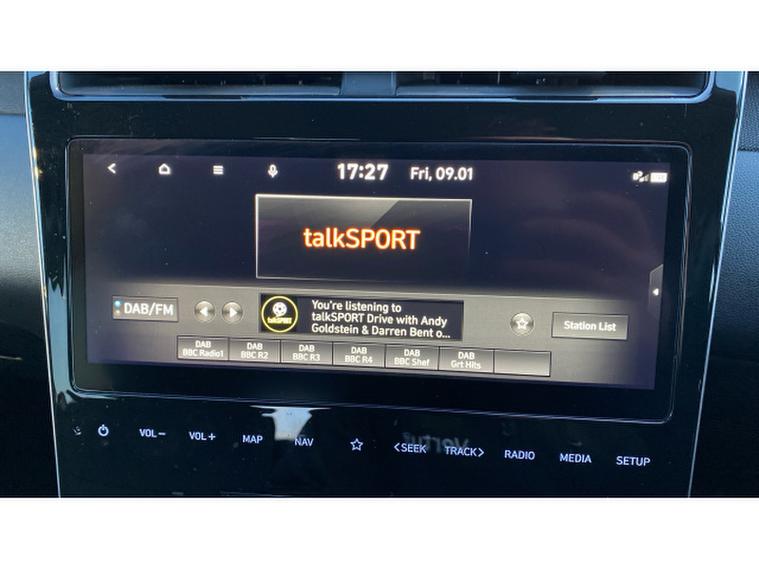 17:27 Fri, 09.01
talkSPORT
DAB/FM
talkSPORT
You're listening to
talkSPORT Drive with Andy
Goldstein & Darren Bent o...
Station List
DAB
BBC Radio1
DAB
BBC R2
DAB
BBC R3
DAB
BBC R4
DAB
BBC Shef
DAB
Grt Hits
VOL−
VOL+
MAP
NAV
<SEEK
TRACK>
RADIO
MEDIA
SETUP